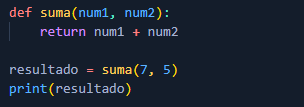 def suma(num1, num2):
    return num1 + num2

resultado = suma(7, 5)
print(resultado)